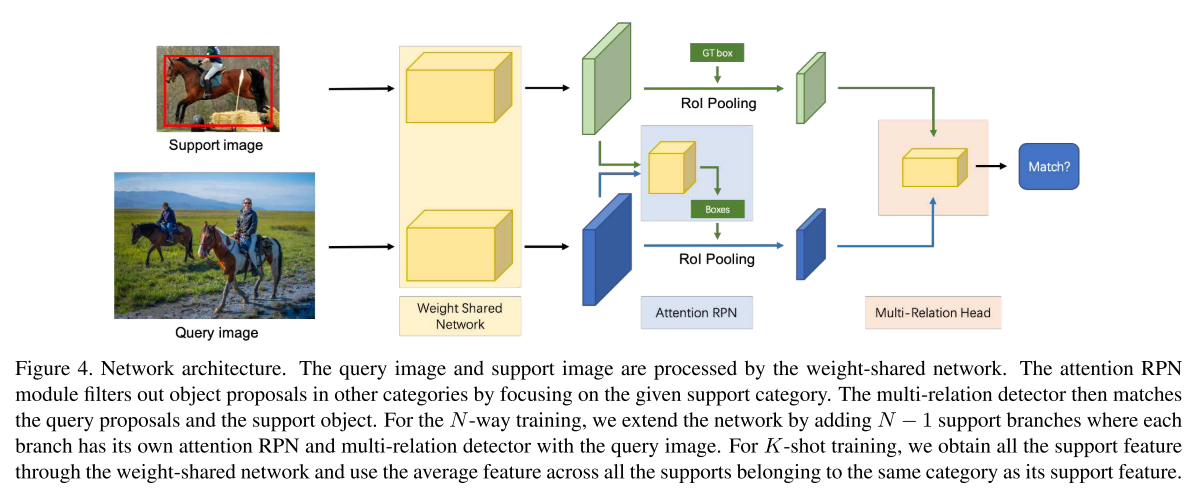 GT box
RoI Pooling
Support image
Match?
Boxes
RoI Pooling
Query image
Weight Shared
Network
Attention RPN
Multi-Relation Head
Figure 4. Network architecture. The query image and support image are processed by the weight-shared network. The attention RPN
module filters out object proposals in other categories by focusing on the given support category. The multi-relation detector then matches
the query proposals and the support object. For the N-way training, we extend the network by adding N − 1 support branches where each
branch has its own attention RPN and multi-relation detector with the query image. For K-shot training, we obtain all the support feature
through the weight-shared network and use the average feature across all the supports belonging to the same category as its support feature.